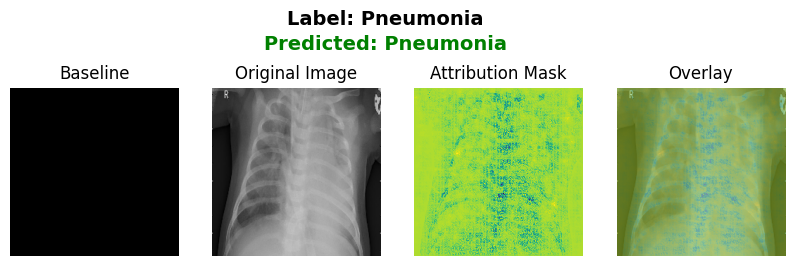 Label: Pneumonia
Predicted: Pneumonia
Baseline
Original Image
Attribution Mask
Overlay
R
R